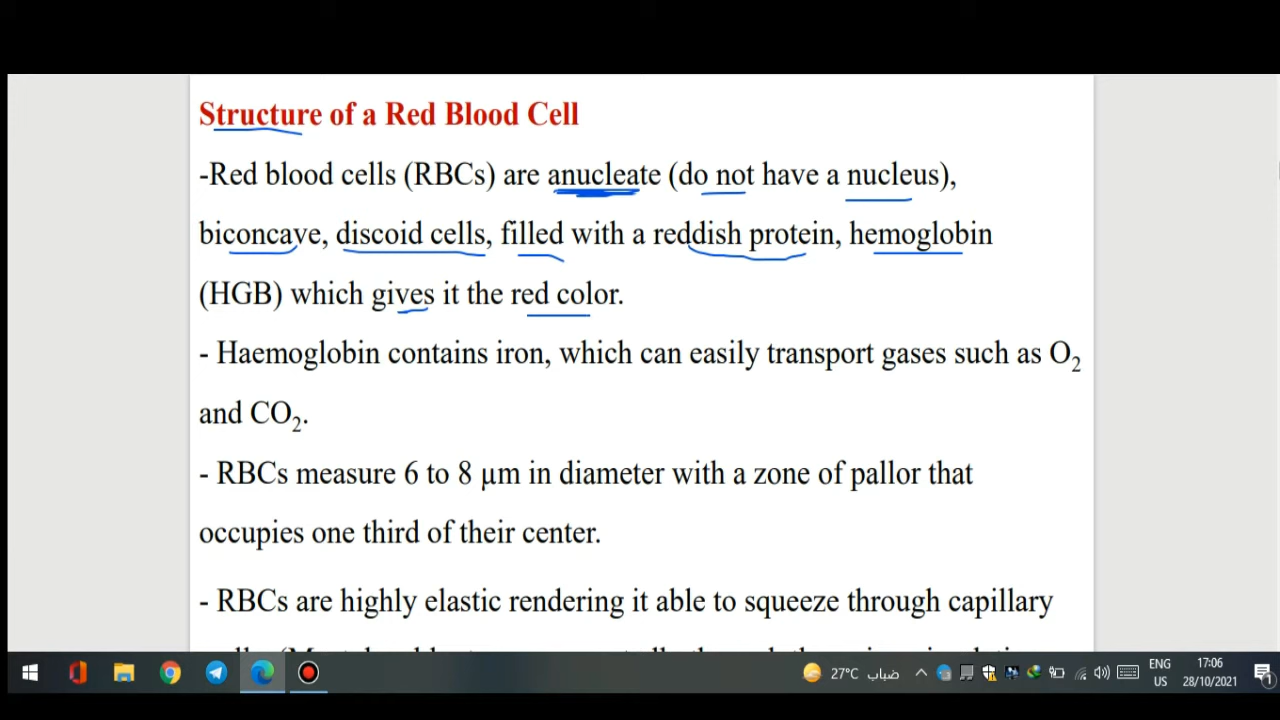 Structure of a Red Blood Cell
-Red blood cells (RBCs) are anucleate (do not have a nucleus),
biconcave, discoid cells, filled with a reddish protein, hemoglobin
(HGB) which gives it the red color.
- Haemoglobin contains iron, which can easily transport gases such as O₂
and CO₂.
- RBCs measure 6 to 8 µm in diameter with a zone of pallor that
occupies one third of their center.
- RBCs are highly elastic rendering it able to squeeze through capillary
27°C ضباب
ENG
US
17:06
28/10/2021
1